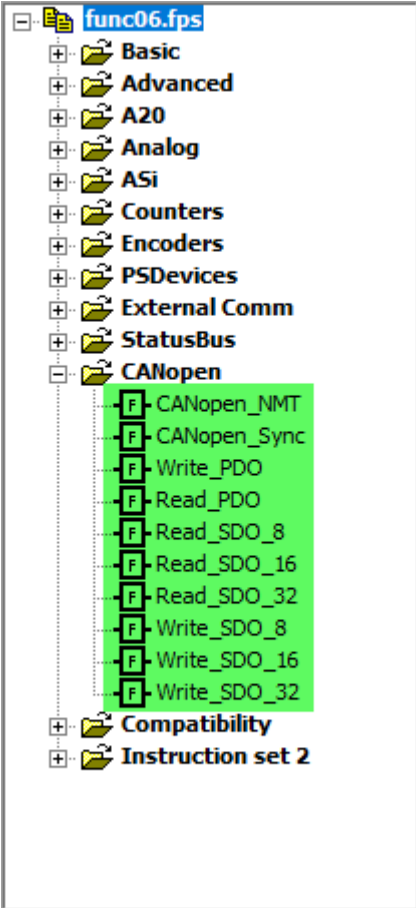 func06.fps
Basic
Advanced
A20
Analog
ASi
Counters
Encoders
PSDevices
External Comm
StatusBus
CANopen
F CANopen_NMT
F CANopen_Sync
F Write_PDO
F Read_PDO
F Read_SDO_8
F Read_SDO_16
F Read_SDO_32
F Write_SDO_8
F Write_SDO_16
F Write_SDO_32
Compatibility
Instruction set 2